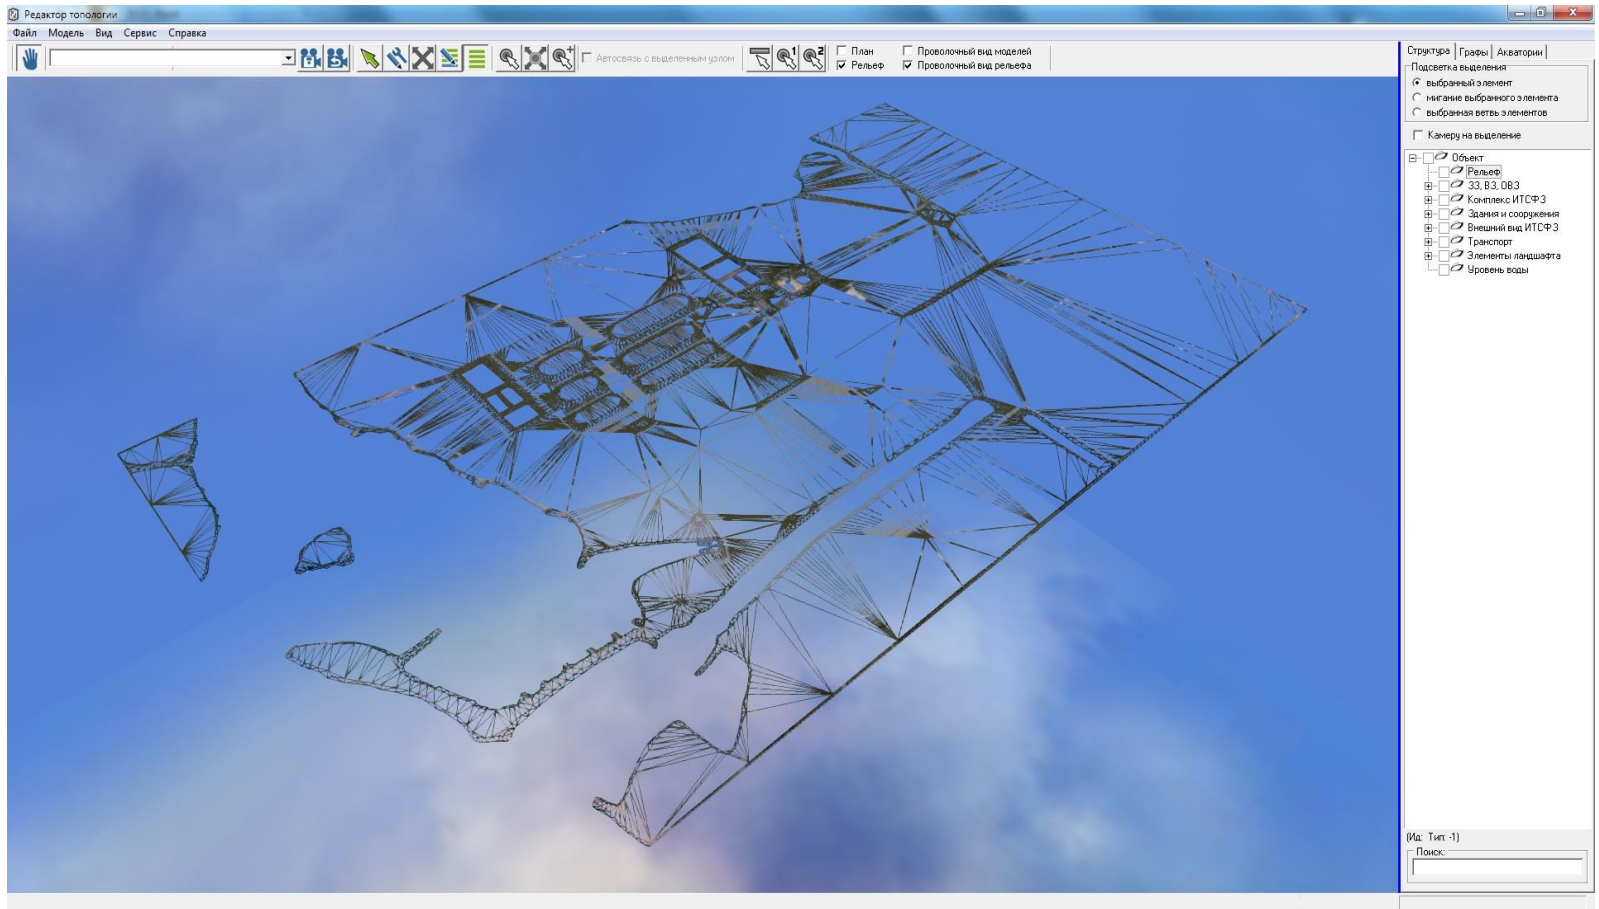 Редактор топологии
Файл Модель Вид Сервис Справка
Автосвязь с выделенным узлом
1
2
План
Рельеф
Проволочный вид моделей
Проволочный вид рельефа
Структура Графы Акватории
Подсветка выделения
выбранный элемент
мигание выбранного элемента
выбранная ветвь элементов
Камеру на выделение
Объект
Рельеф
ЗЗ, ВЗ, ОВЗ
Комплекс ИТСФЗ
Здания и сооружения
Внешний вид ИТСФЗ
Транспорт
Элементы ландшафта
Уровень воды
(Ид: Тип: -1)
Поиск: